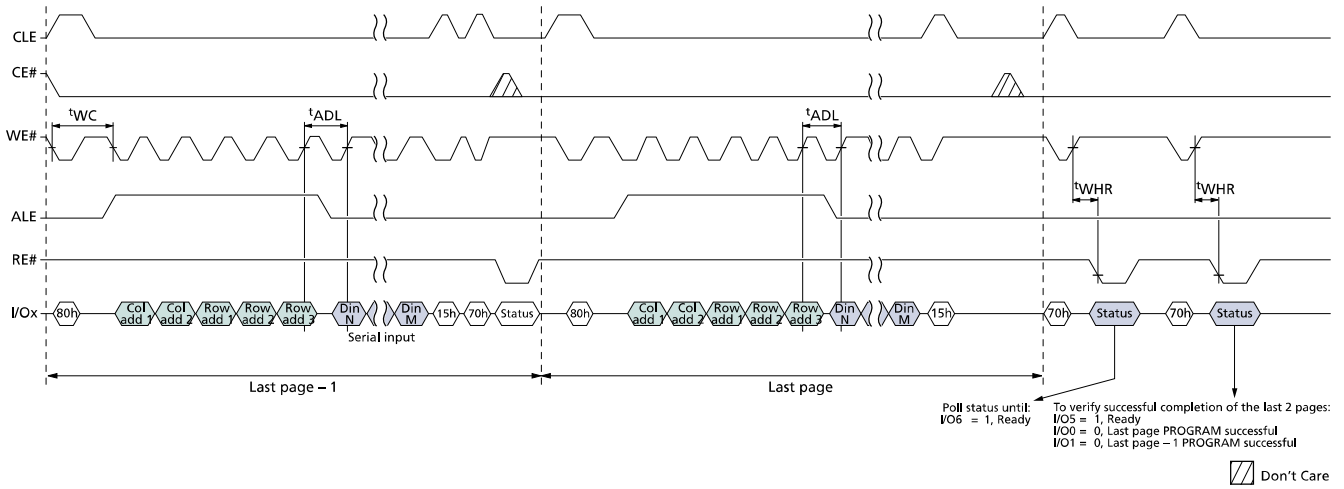 CLE
CE#
tWC
tADL
tADL
WE#
tWHR
tWHR
ALE
RE#
I/Ox
80h
Col add 1
Col add 2
Row add 1
Row add 2
Row add 3
Din N
Din M
15h
70h
Status
80h
Col add 1
Col add 2
Row add 1
Row add 2
Row add 3
Din N
Din M
15h
70h
Status
70h
Status
Serial input
Last page – 1
Last page
Poll status until:
I/O6 = 1, Ready
To verify successful completion of the last 2 pages:
I/O5 = 1, Ready
I/O0 = 0, Last page PROGRAM successful
I/O1 = 0, Last page – 1 PROGRAM successful
Don't Care